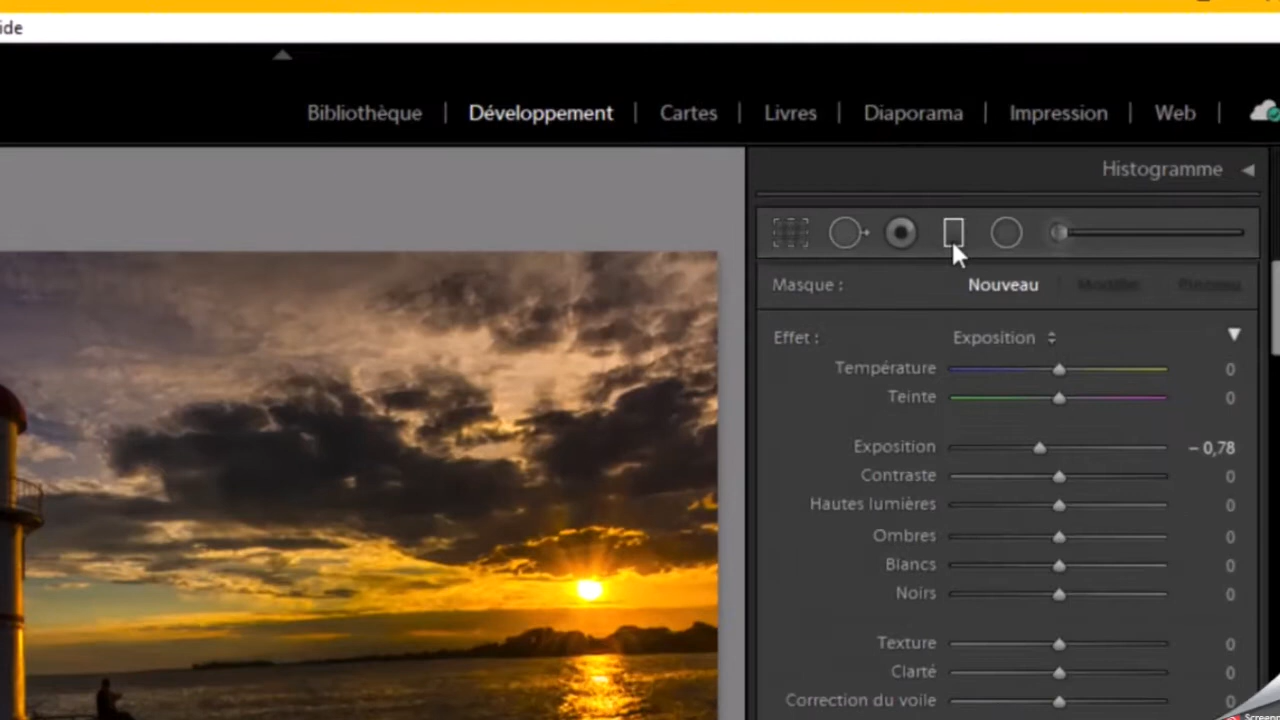 ide
Bibliothèque | Développement | Cartes | Livres | Diaporama | Impression | Web |
Histogramme
Masque : Nouveau
Effet : Exposition
Température 0
Teinte 0
Exposition – 0,78
Contraste 0
Hautes lumières 0
Ombres 0
Blancs 0
Noirs 0
Texture 0
Clarté 0
Correction du voile 0